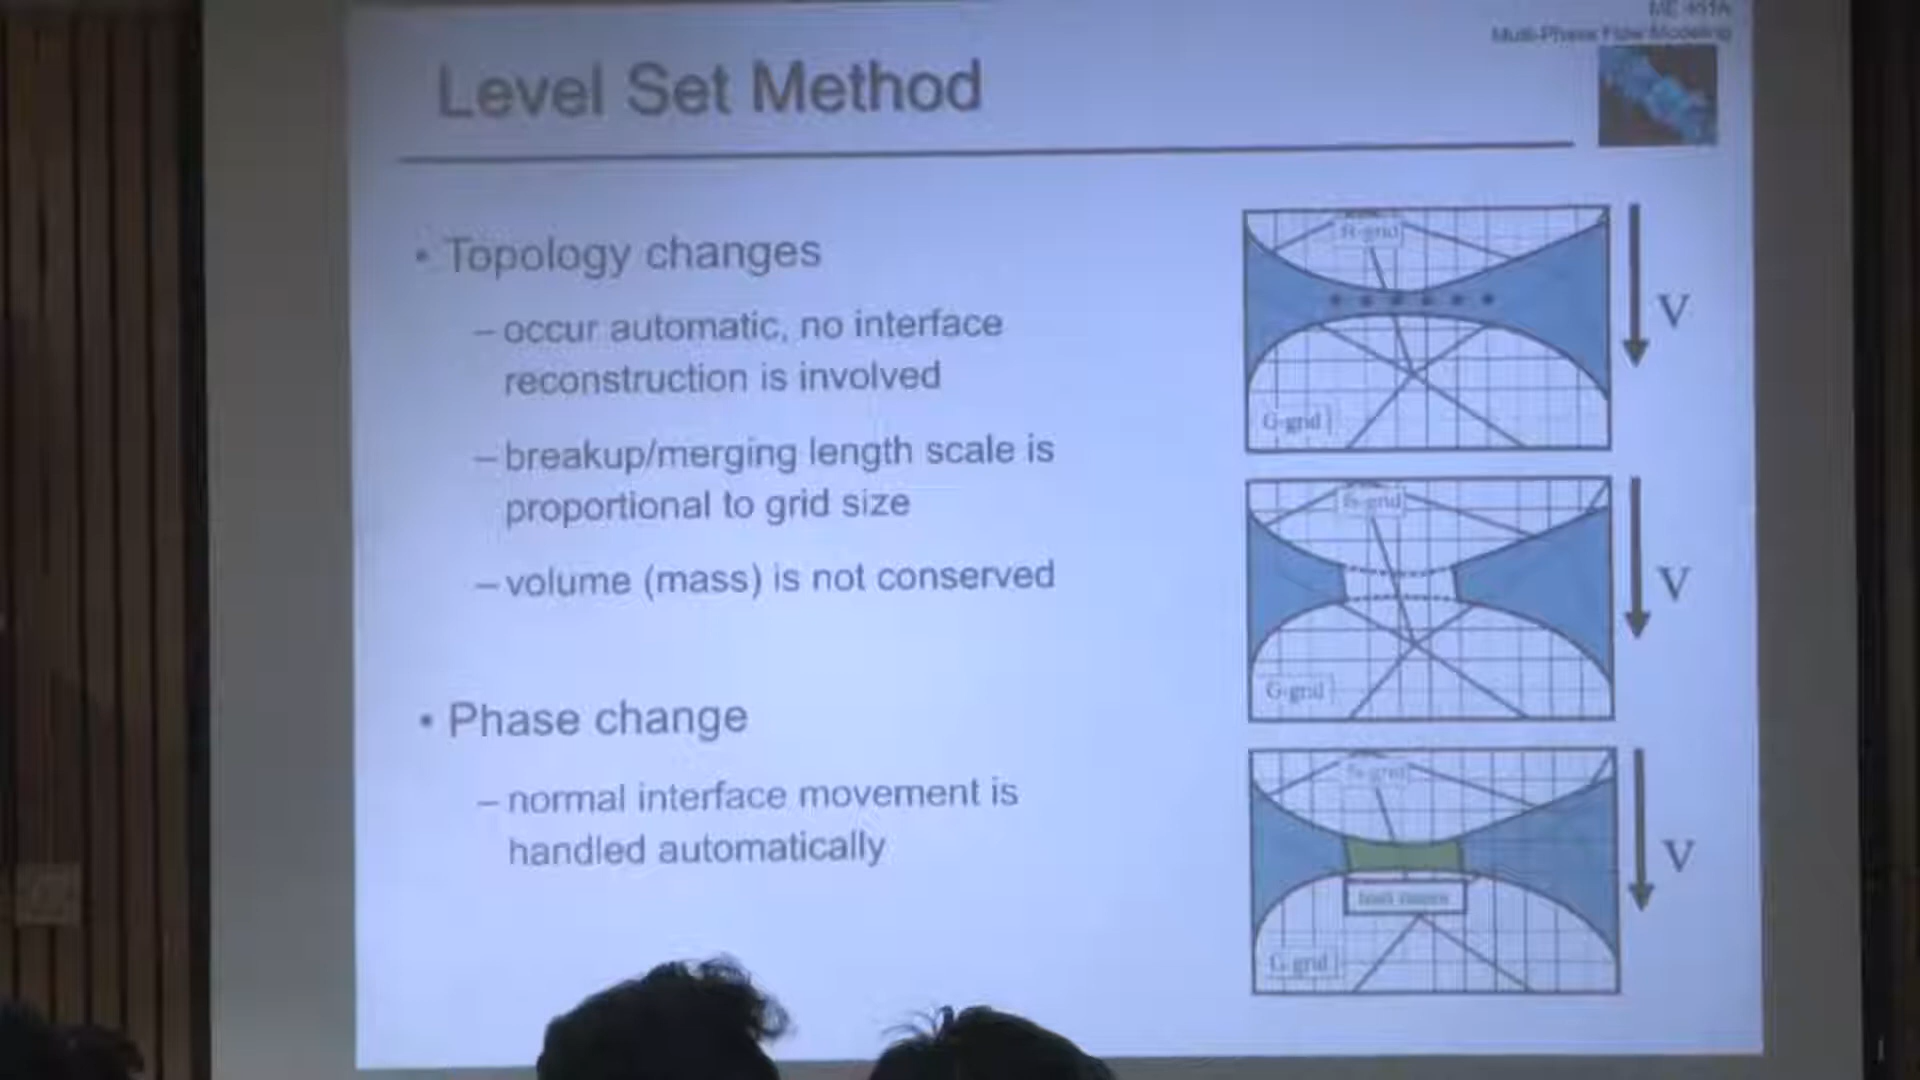 Multi-Phase Flow Modeling
Level Set Method
• Topology changes
– occur automatic, no interface
reconstruction is involved
– breakup/merging length scale is
proportional to grid size
– volume (mass) is not conserved
• Phase change
– normal interface movement is
handled automatically
G-grid
V
G-grid
V
G-grid
V